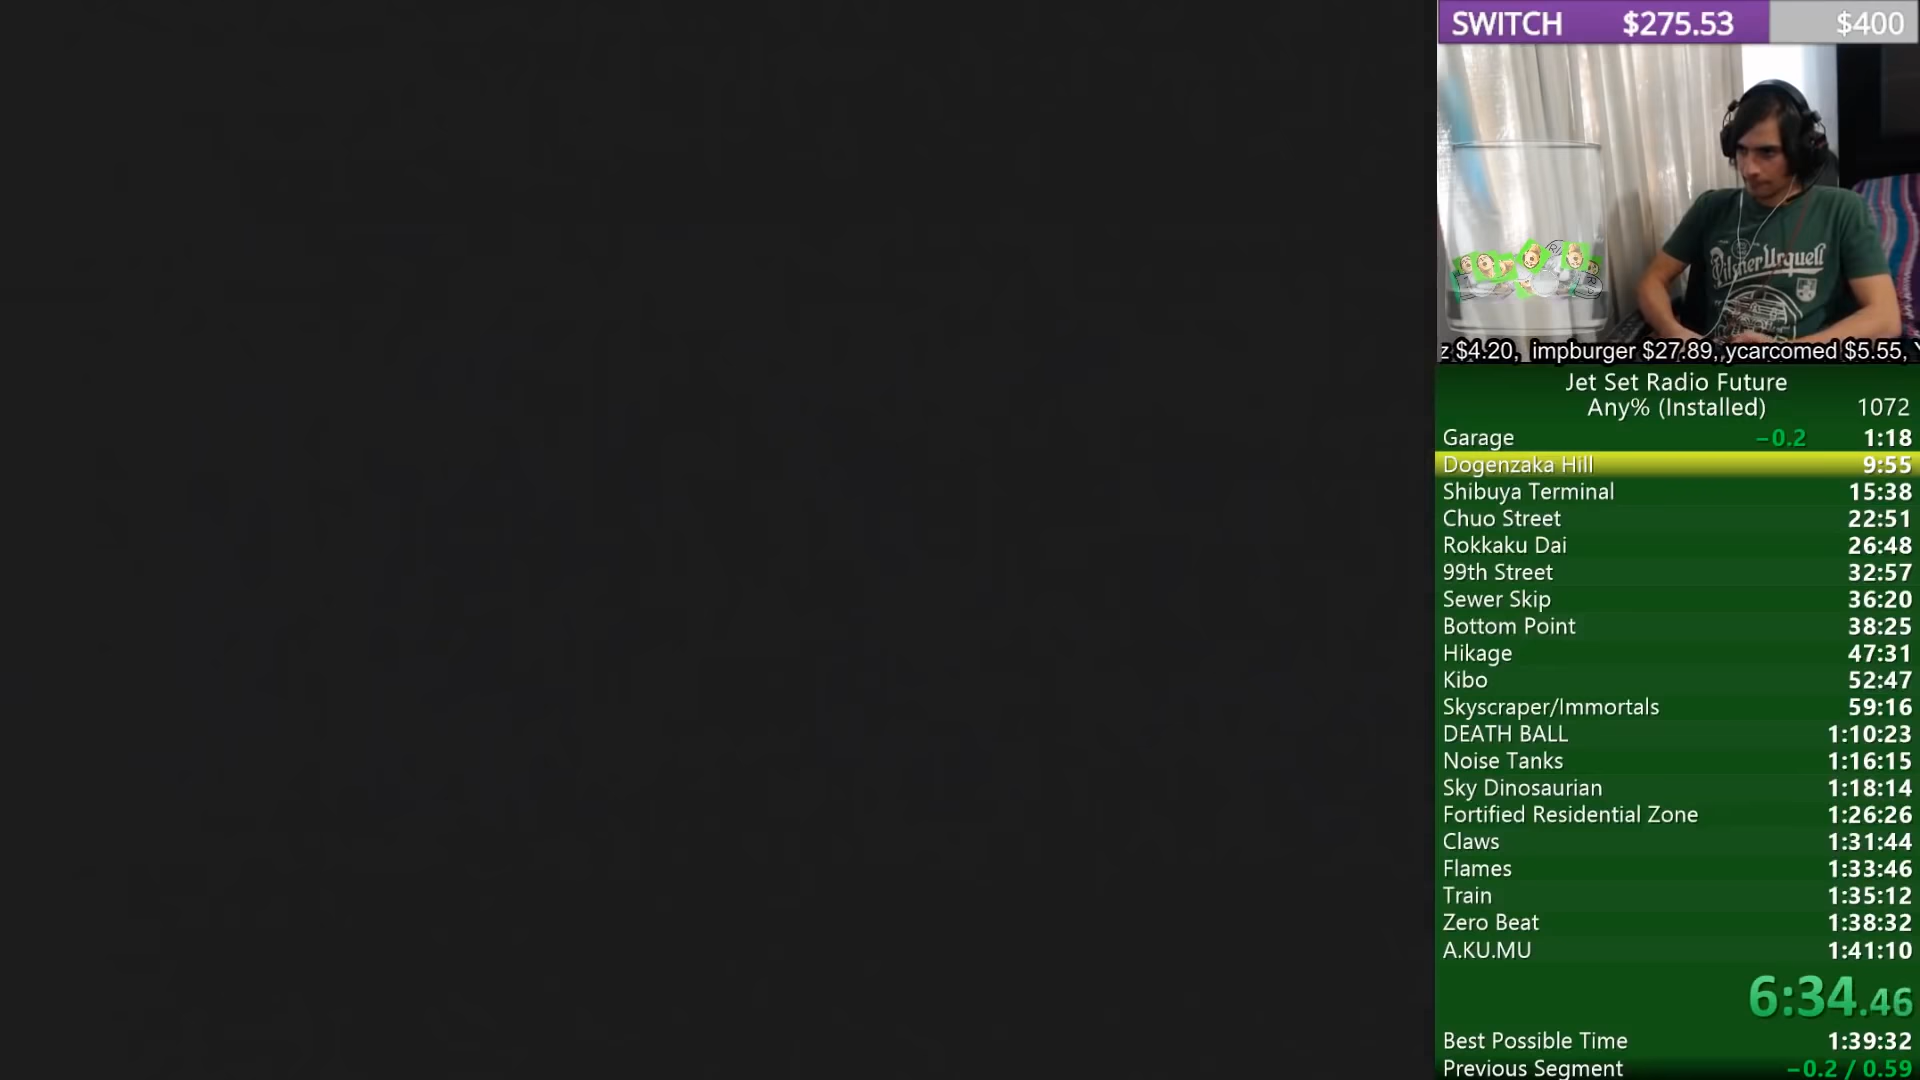 SWITCH $275.53 $400
Pilsner Urquell
z $4.20, impburger $27.89, ycarcomed $5.55, Y
Jet Set Radio Future
Any% (Installed) 1072
Garage −0.2 1:18
Dogenzaka Hill 9:55
Shibuya Terminal 15:38
Chuo Street 22:51
Rokkaku Dai 26:48
99th Street 32:57
Sewer Skip 36:20
Bottom Point 38:25
Hikage 47:31
Kibo 52:47
Skyscraper/Immortals 59:16
DEATH BALL 1:10:23
Noise Tanks 1:16:15
Sky Dinosaurian 1:18:14
Fortified Residential Zone 1:26:26
Claws 1:31:44
Flames 1:33:46
Train 1:35:12
Zero Beat 1:38:32
A.KU.MU 1:41:10
6:34.46
Best Possible Time 1:39:32
Previous Segment −0.2 / 0.59